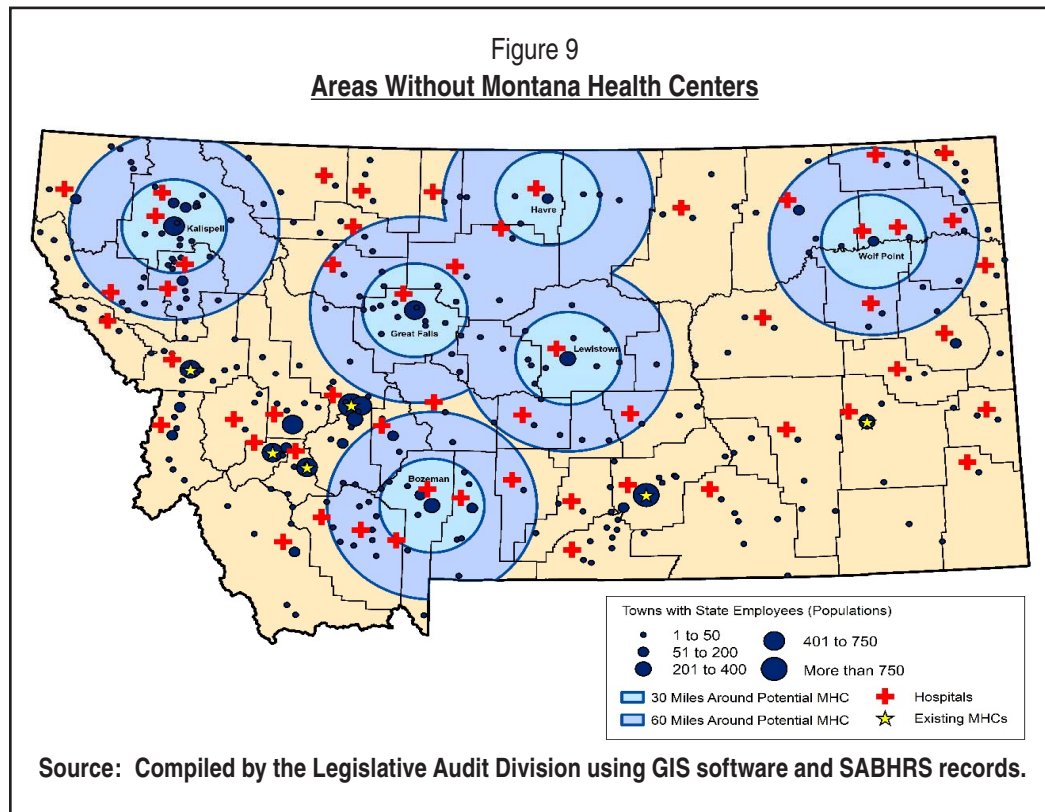 Figure 9
Areas Without Montana Health Centers
Kalispell
Havre
Wolf Point
Great Falls
Lewistown
Bozeman
Towns with State Employees (Populations)
1 to 50
51 to 200
201 to 400
401 to 750
More than 750
30 Miles Around Potential MHC
60 Miles Around Potential MHC
Hospitals
Existing MHCs
Source: Compiled by the Legislative Audit Division using GIS software and SABHRS records.